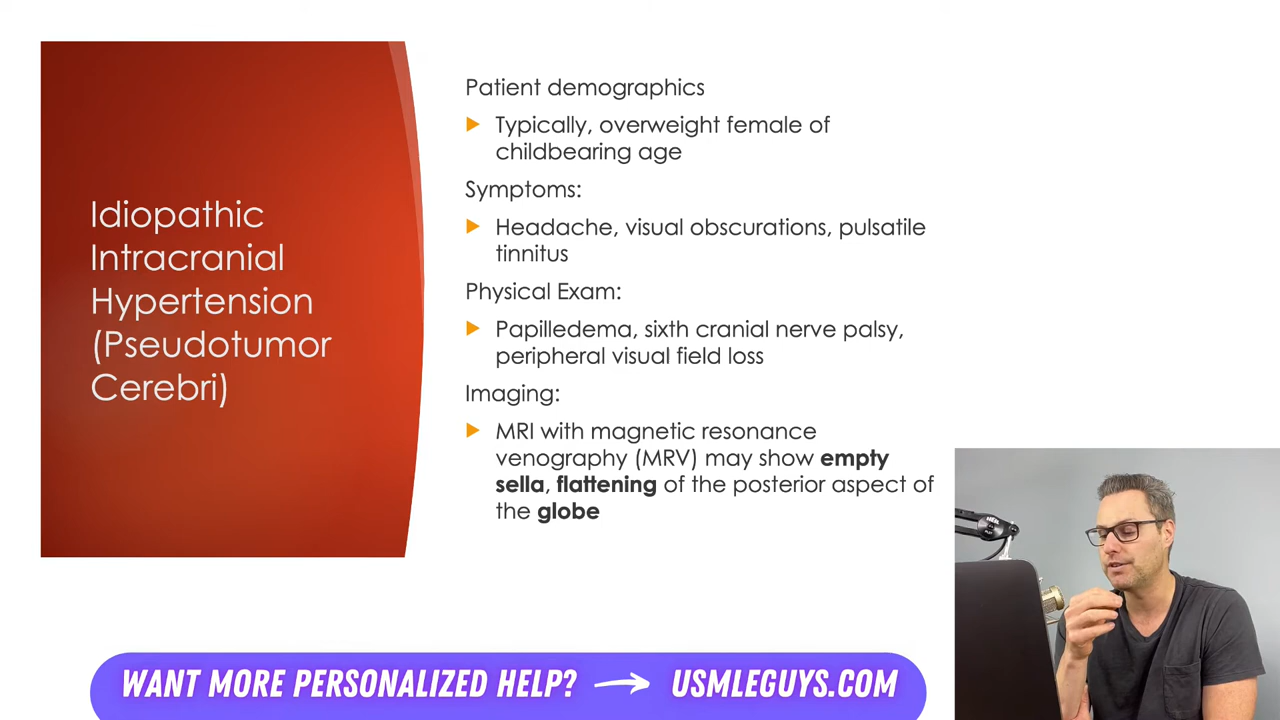 Idiopathic
Intracranial
Hypertension
(Pseudotumor
Cerebri)
Patient demographics
Typically, overweight female of
childbearing age
Symptoms:
Headache, visual obscurations, pulsatile
tinnitus
Physical Exam:
Papilledema, sixth cranial nerve palsy,
peripheral visual field loss
Imaging:
MRI with magnetic resonance
venography (MRV) may show empty
sella, flattening of the posterior aspect of
the globe
WANT MORE PERSONALIZED HELP? → USMLEGUYS.COM